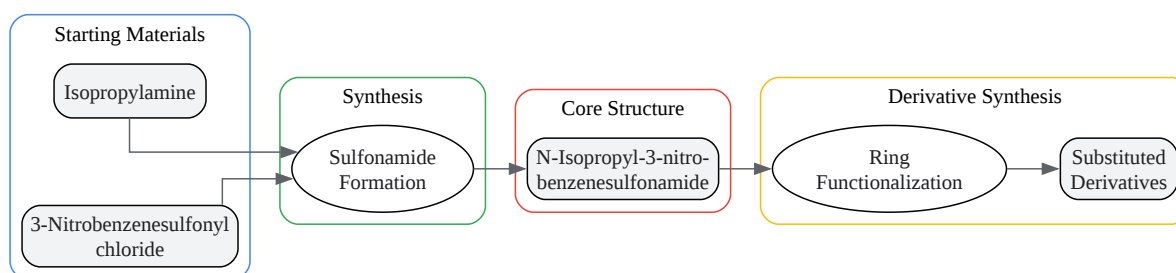 Starting Materials
Isopropylamine
3-Nitrobenzenesulfonyl
chloride
Synthesis
Sulfonamide
Formation
Core Structure
N-Isopropyl-3-nitro-
benzenesulfonamide
Derivative Synthesis
Ring
Functionalization
Substituted
Derivatives